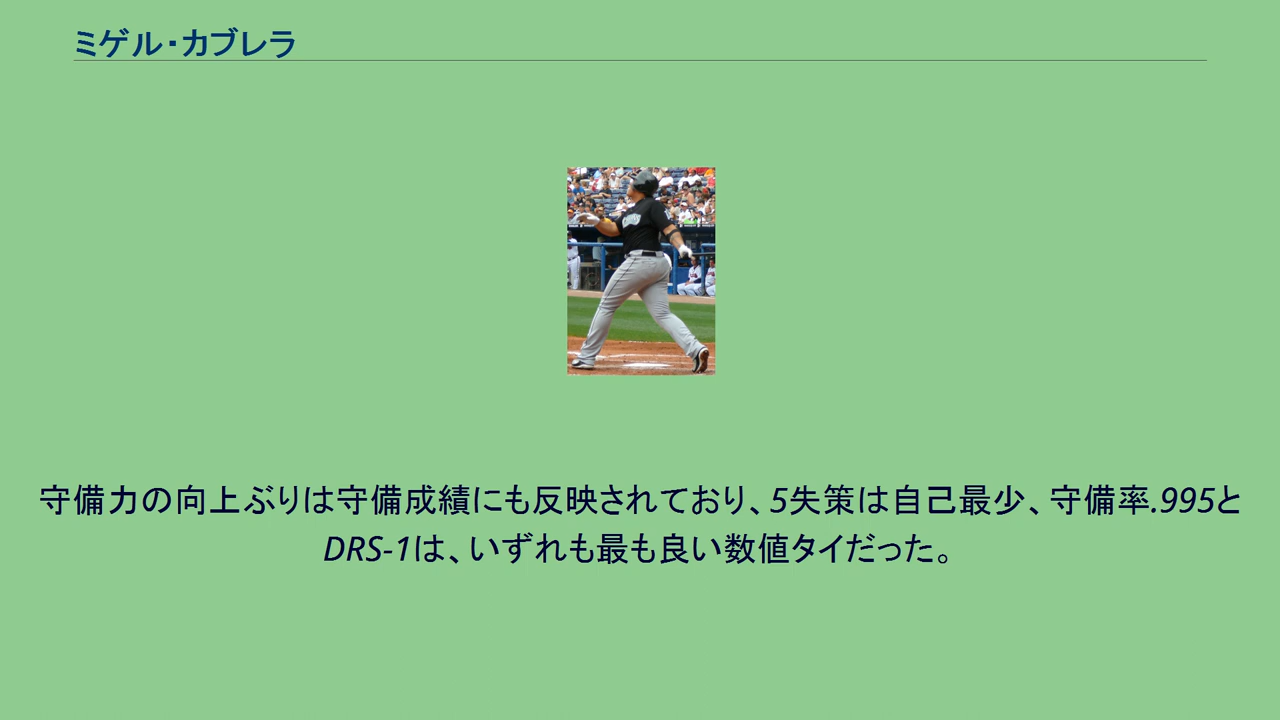 ミゲル・カブレラ
守備力の向上ぶりは守備成績にも反映されており、5失策は自己最少、守備率.995と
DRS-1は、いずれも最も良い数値タイだった。